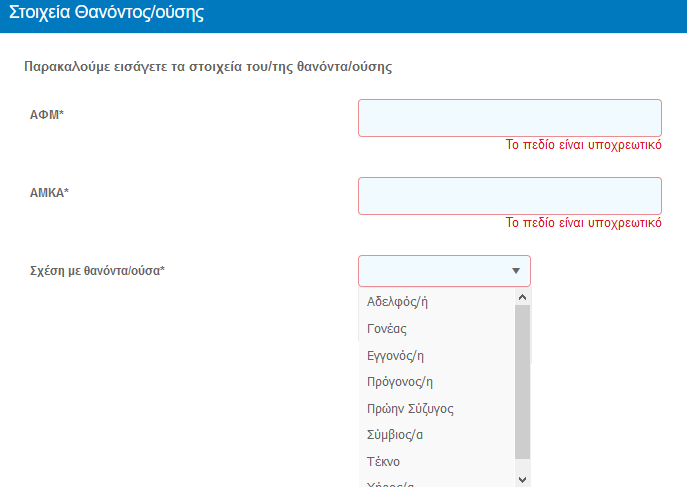 Στοιχεία Θανόντος/ούσης
Παρακαλούμε εισάγετε τα στοιχεία του/της θανόντα/ούσης
ΑΦΜ*
Το πεδίο είναι υποχρεωτικό
ΑΜΚΑ*
Το πεδίο είναι υποχρεωτικό
Σχέση με θανόντα/ούσα*
Αδελφός/ή
Γονέας
Εγγονός/η
Πρόγονος/η
Πρώην Σύζυγος
Σύμβιος/α
Τέκνο
Χήρος/α